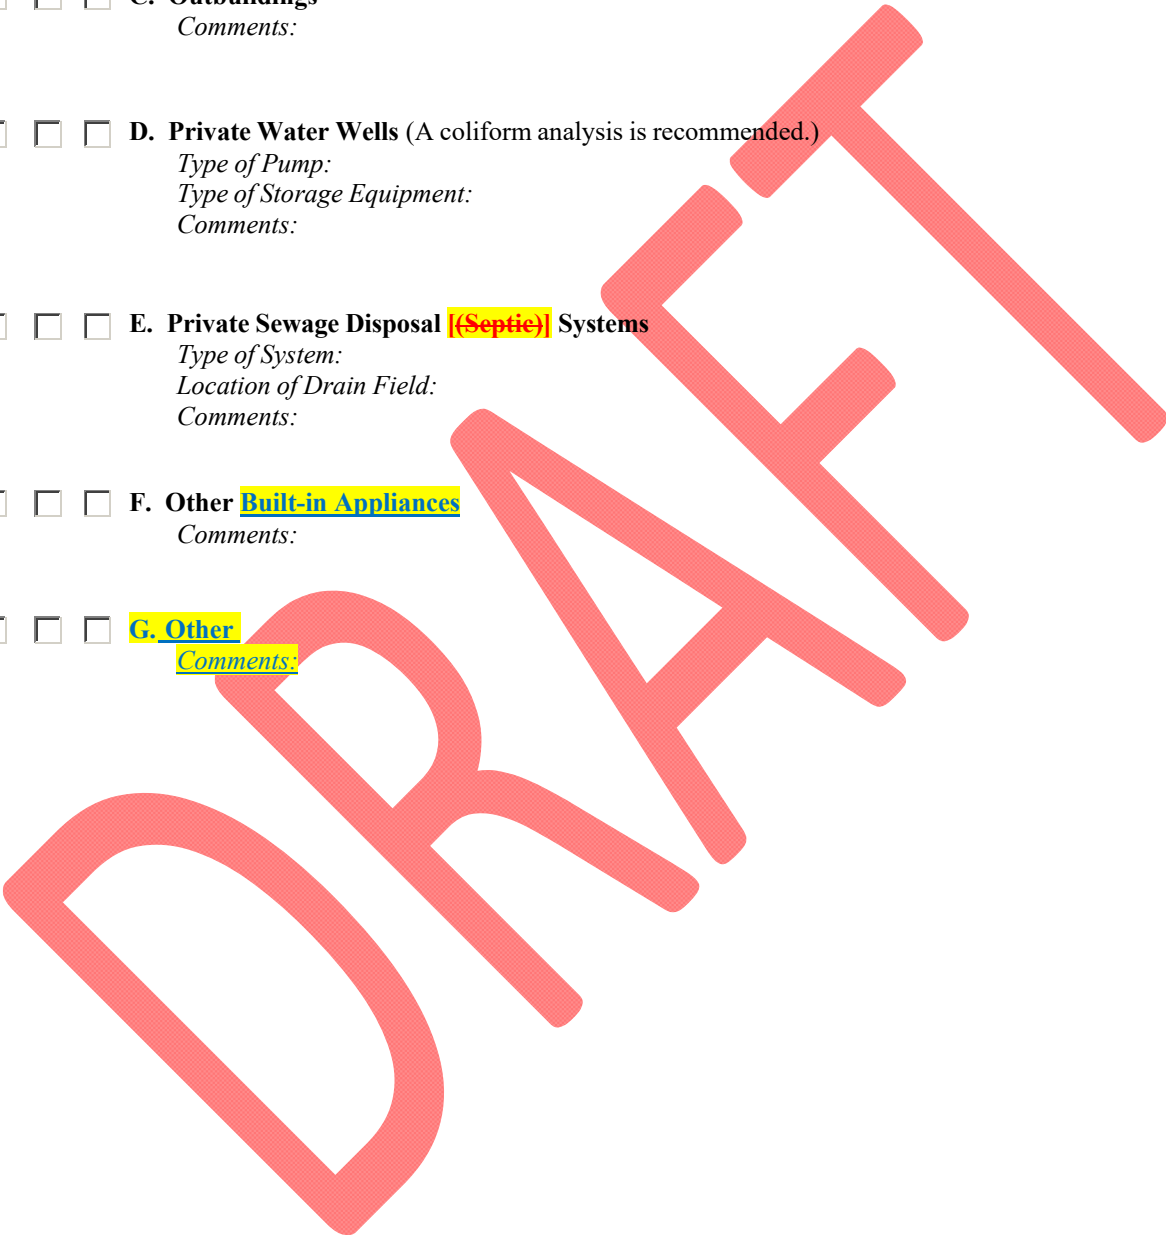 C. Outbuildings
Comments:
D. Private Water Wells (A coliform analysis is recommended.)
Type of Pump:
Type of Storage Equipment:
Comments:
E. Private Sewage Disposal [(Septic)] Systems
Type of System:
Location of Drain Field:
Comments:
F. Other Built-in Appliances
Comments:
G. Other
Comments:
DRAFT